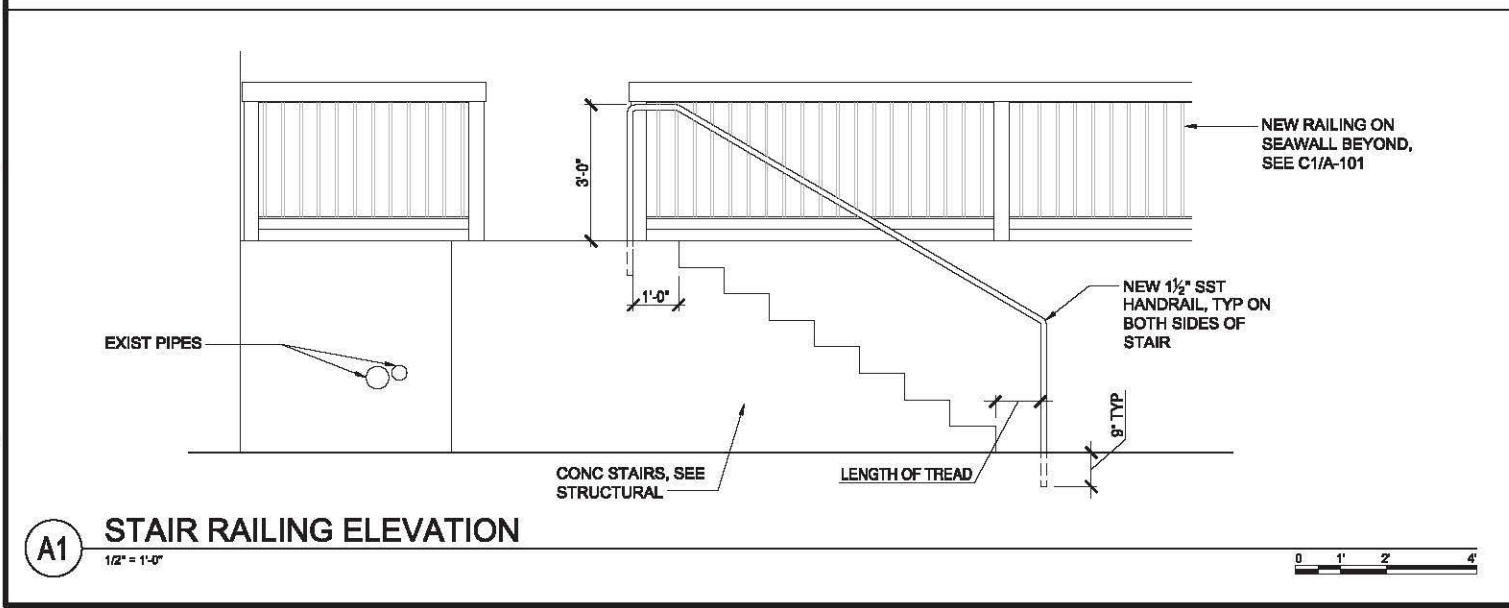 NEW RAILING ON
SEAWALL BEYOND,
SEE C1/A-101
3'-0"
1'-0"
NEW 1½" SST
HANDRAIL, TYP ON
BOTH SIDES OF
STAIR
EXIST PIPES
9" TYP
CONC STAIRS, SEE
STRUCTURAL
LENGTH OF TREAD
A1
STAIR RAILING ELEVATION
1/2" = 1'-0"
0 1' 2' 4'